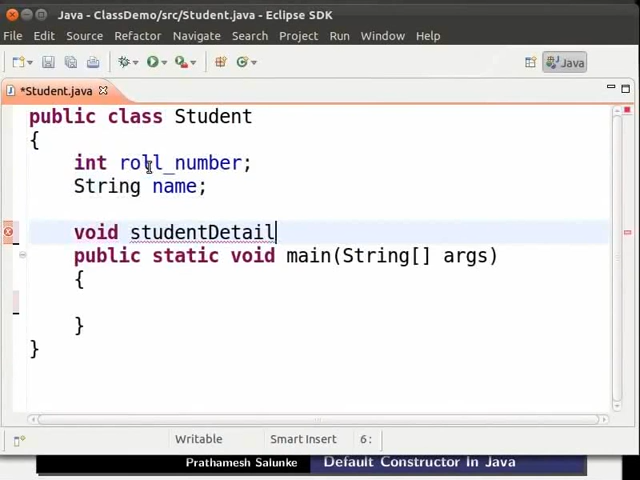 Java - ClassDemo/src/Student.java - Eclipse SDK
File Edit Source Refactor Navigate Search Project Run Window Help
Java
*Student.java
public class Student
{
int roll_number;
String name;
void studentDetail
public static void main(String[] args)
{
}
}
Writable Smart Insert 6 :
Prathamesh Salunke Default Constructor In Java